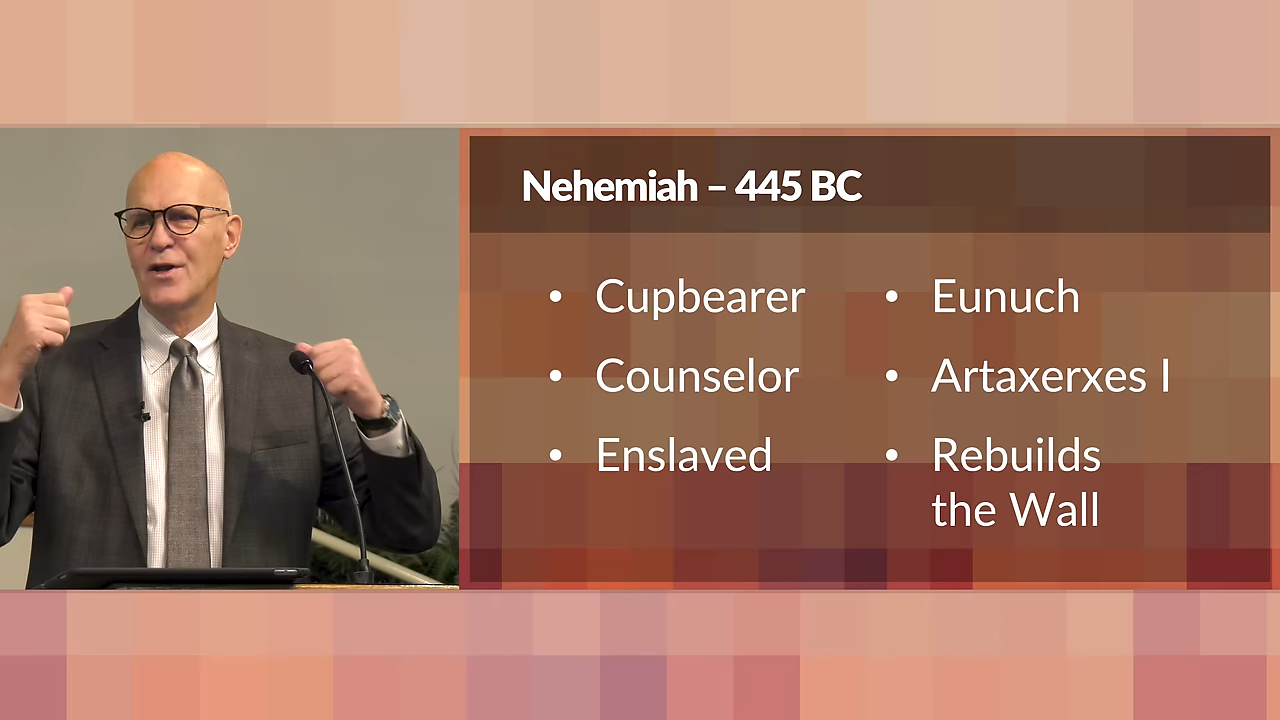 Nehemiah – 445 BC
• Cupbearer
• Counselor
• Enslaved
• Eunuch
• Artaxerxes I
• Rebuilds
the Wall